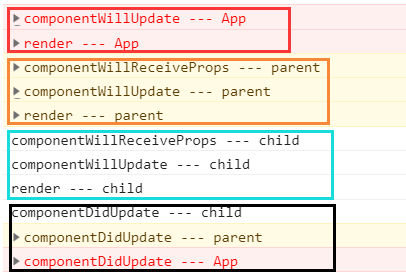 componentWillUpdate --- App
render --- App
componentWillReceiveProps --- parent
componentWillUpdate --- parent
render --- parent
componentWillReceiveProps --- child
componentWillUpdate --- child
render --- child
componentDidUpdate --- child
componentDidUpdate --- parent
componentDidUpdate --- App